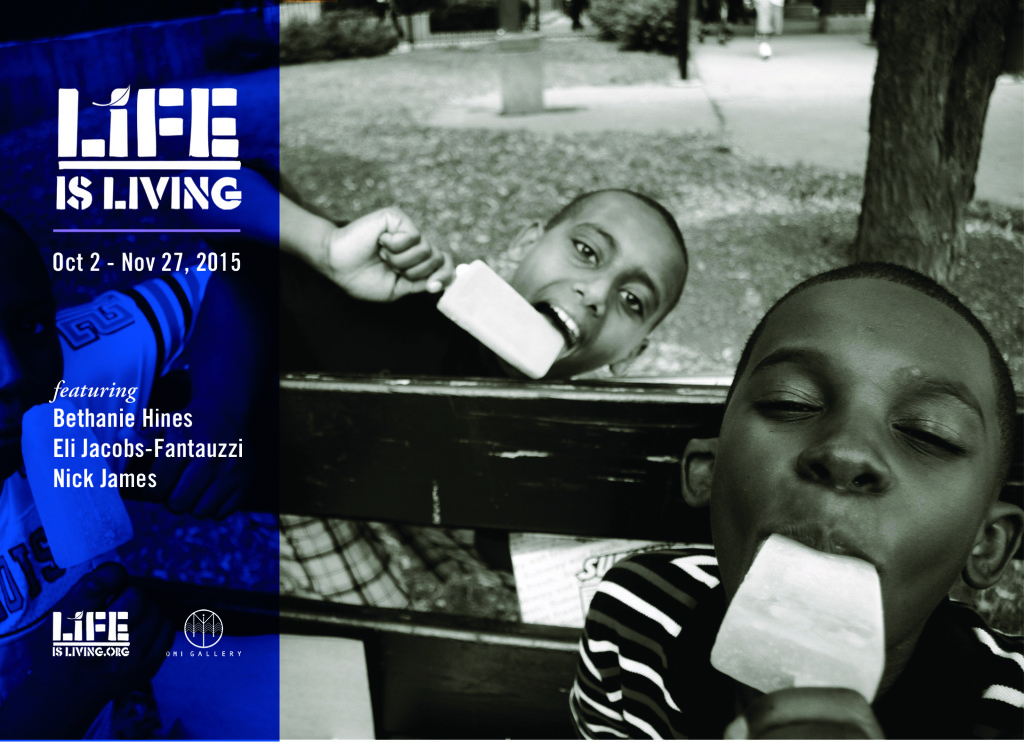 LiFE
IS LIVING
Oct 2 - Nov 27, 2015
featuring
Bethanie Hines
Eli Jacobs-Fantauzzi
Nick James
LiFE
IS LIVING.ORG
OMI GALLERY